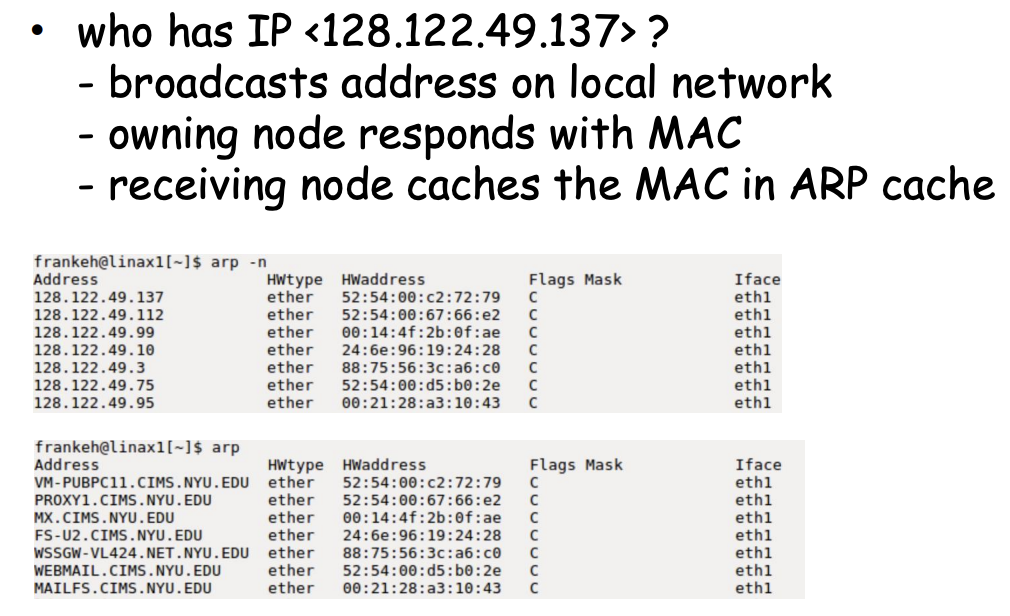 • who has IP <128.122.49.137> ?
- broadcasts address on local network
- owning node responds with MAC
- receiving node caches the MAC in ARP cache
frankeh@linax1[~]$ arp -n
Address HWtype HWaddress Flags Mask Iface
128.122.49.137 ether 52:54:00:c2:72:79 C eth1
128.122.49.112 ether 52:54:00:67:66:e2 C eth1
128.122.49.99 ether 00:14:4f:2b:0f:ae C eth1
128.122.49.10 ether 24:6e:96:19:24:28 C eth1
128.122.49.3 ether 88:75:56:3c:a6:c0 C eth1
128.122.49.75 ether 52:54:00:d5:b0:2e C eth1
128.122.49.95 ether 00:21:28:a3:10:43 C eth1
frankeh@linax1[~]$ arp
Address HWtype HWaddress Flags Mask Iface
VM-PUBPC11.CIMS.NYU.EDU ether 52:54:00:c2:72:79 C eth1
PROXY1.CIMS.NYU.EDU ether 52:54:00:67:66:e2 C eth1
MX.CIMS.NYU.EDU ether 00:14:4f:2b:0f:ae C eth1
FS-U2.CIMS.NYU.EDU ether 24:6e:96:19:24:28 C eth1
WSSGW-VL424.NET.NYU.EDU ether 88:75:56:3c:a6:c0 C eth1
WEBMAIL.CIMS.NYU.EDU ether 52:54:00:d5:b0:2e C eth1
MAILFS.CIMS.NYU.EDU ether 00:21:28:a3:10:43 C eth1